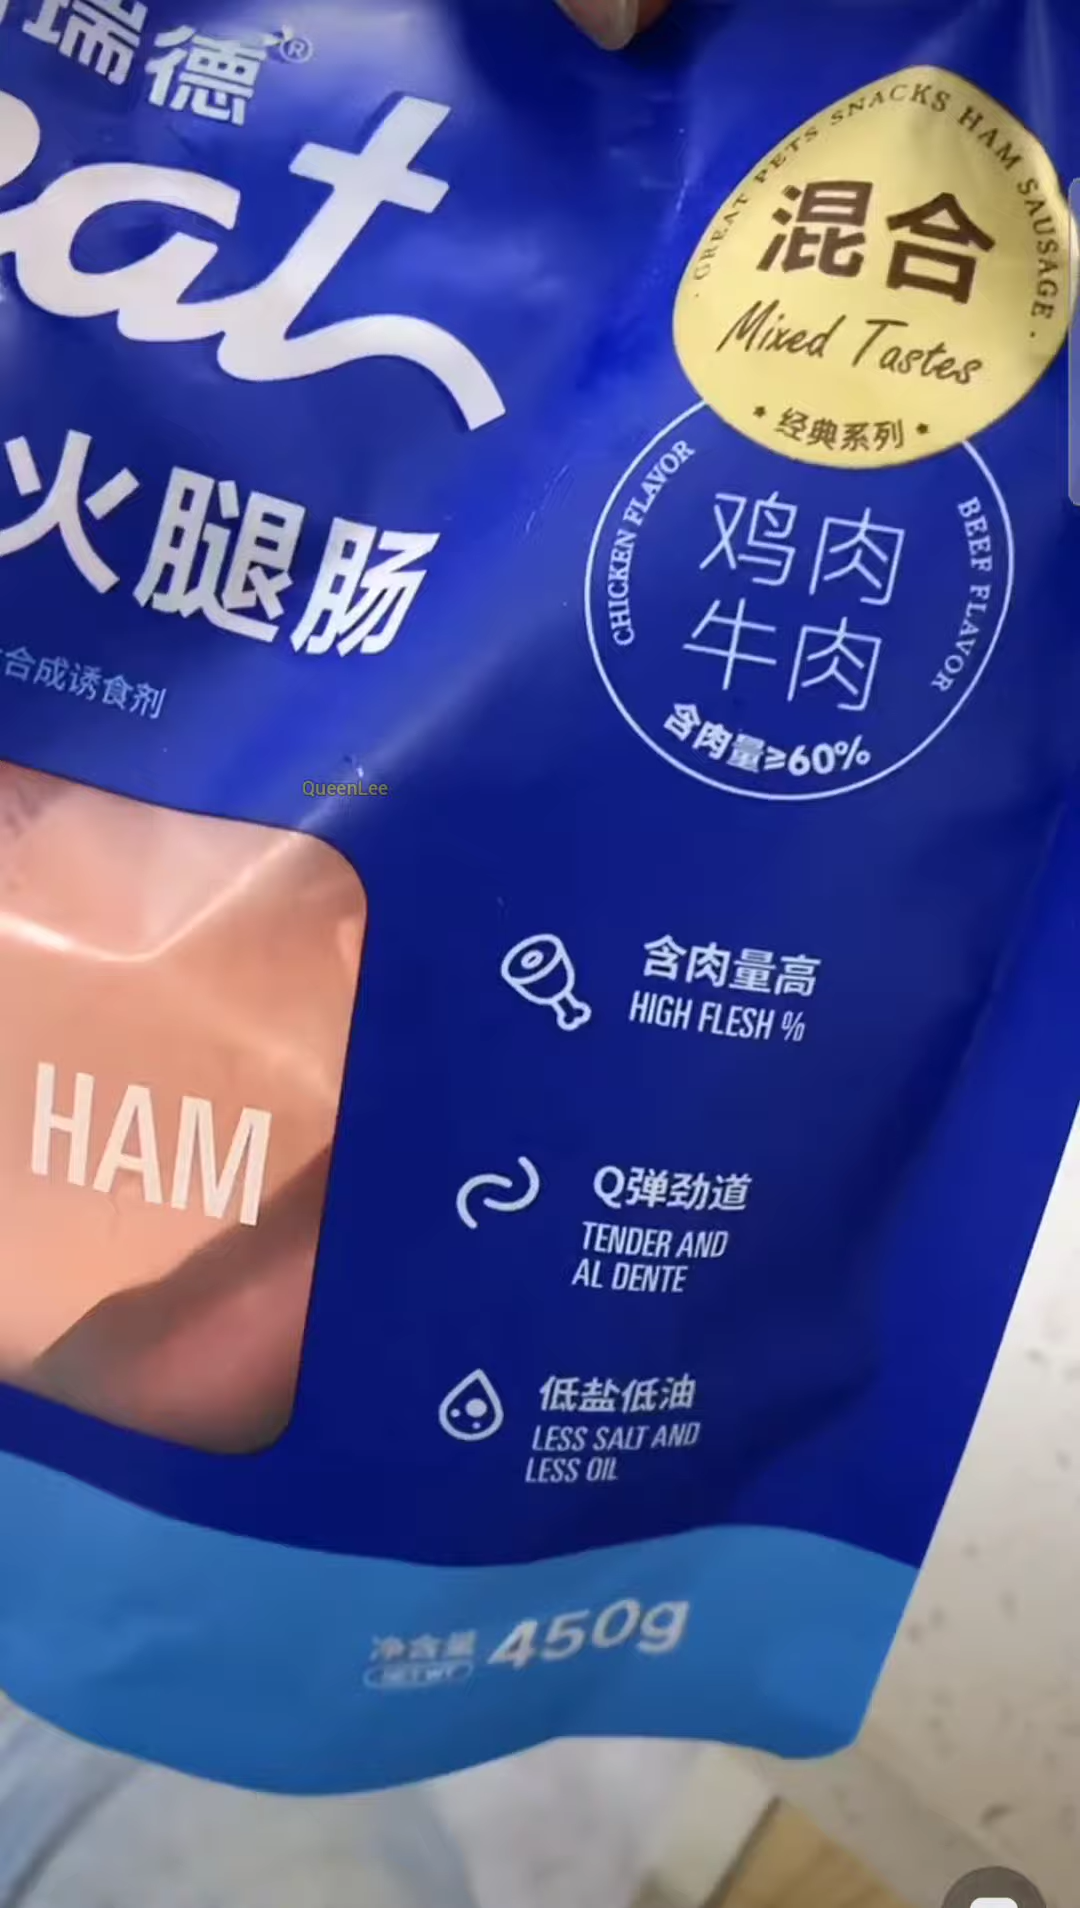 瑞德®
eat
火腿肠
合成诱食剂
· GREAT PETS SNACKS HAM SAUSAGE ·
混合
Mixed Tastes
经典系列
CHICKEN FLAVOR
鸡肉
牛肉
BEEF FLAVOR
含肉量≥60%
QueenLee
含肉量高
HIGH FLESH %
HAM
Q弹劲道
TENDER AND
AL DENTE
低盐低油
LESS SALT AND
LESS OIL
净含量 450g
NET WT